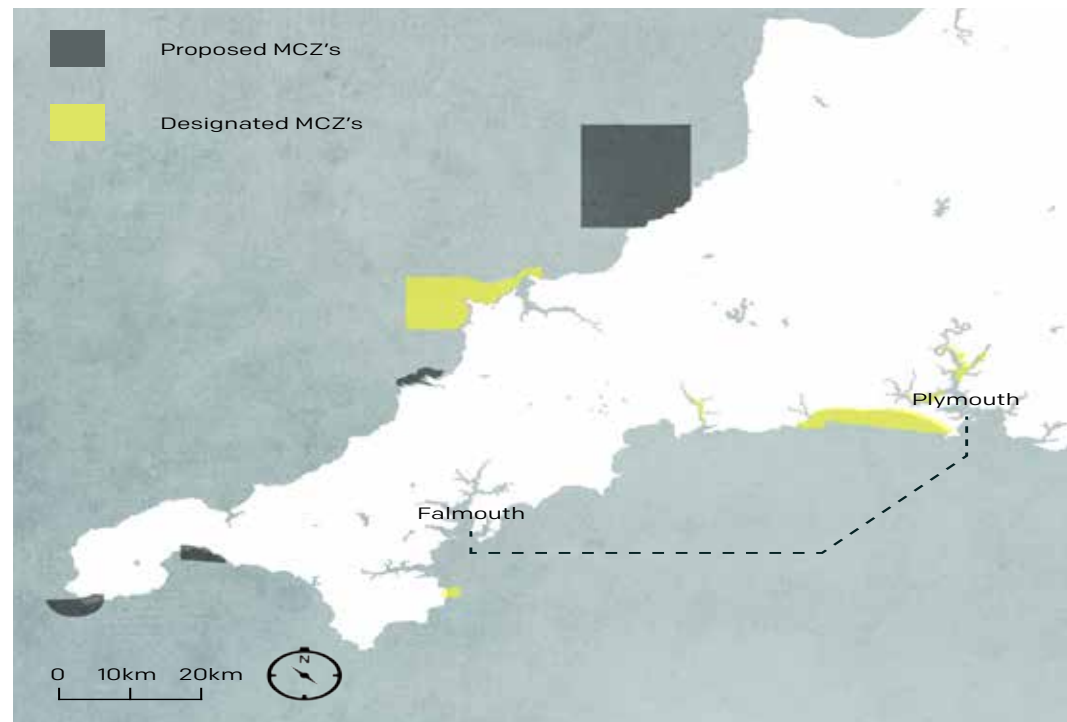 Proposed MCZ's
Designated MCZ's
Plymouth
Falmouth
0 10km 20km
N